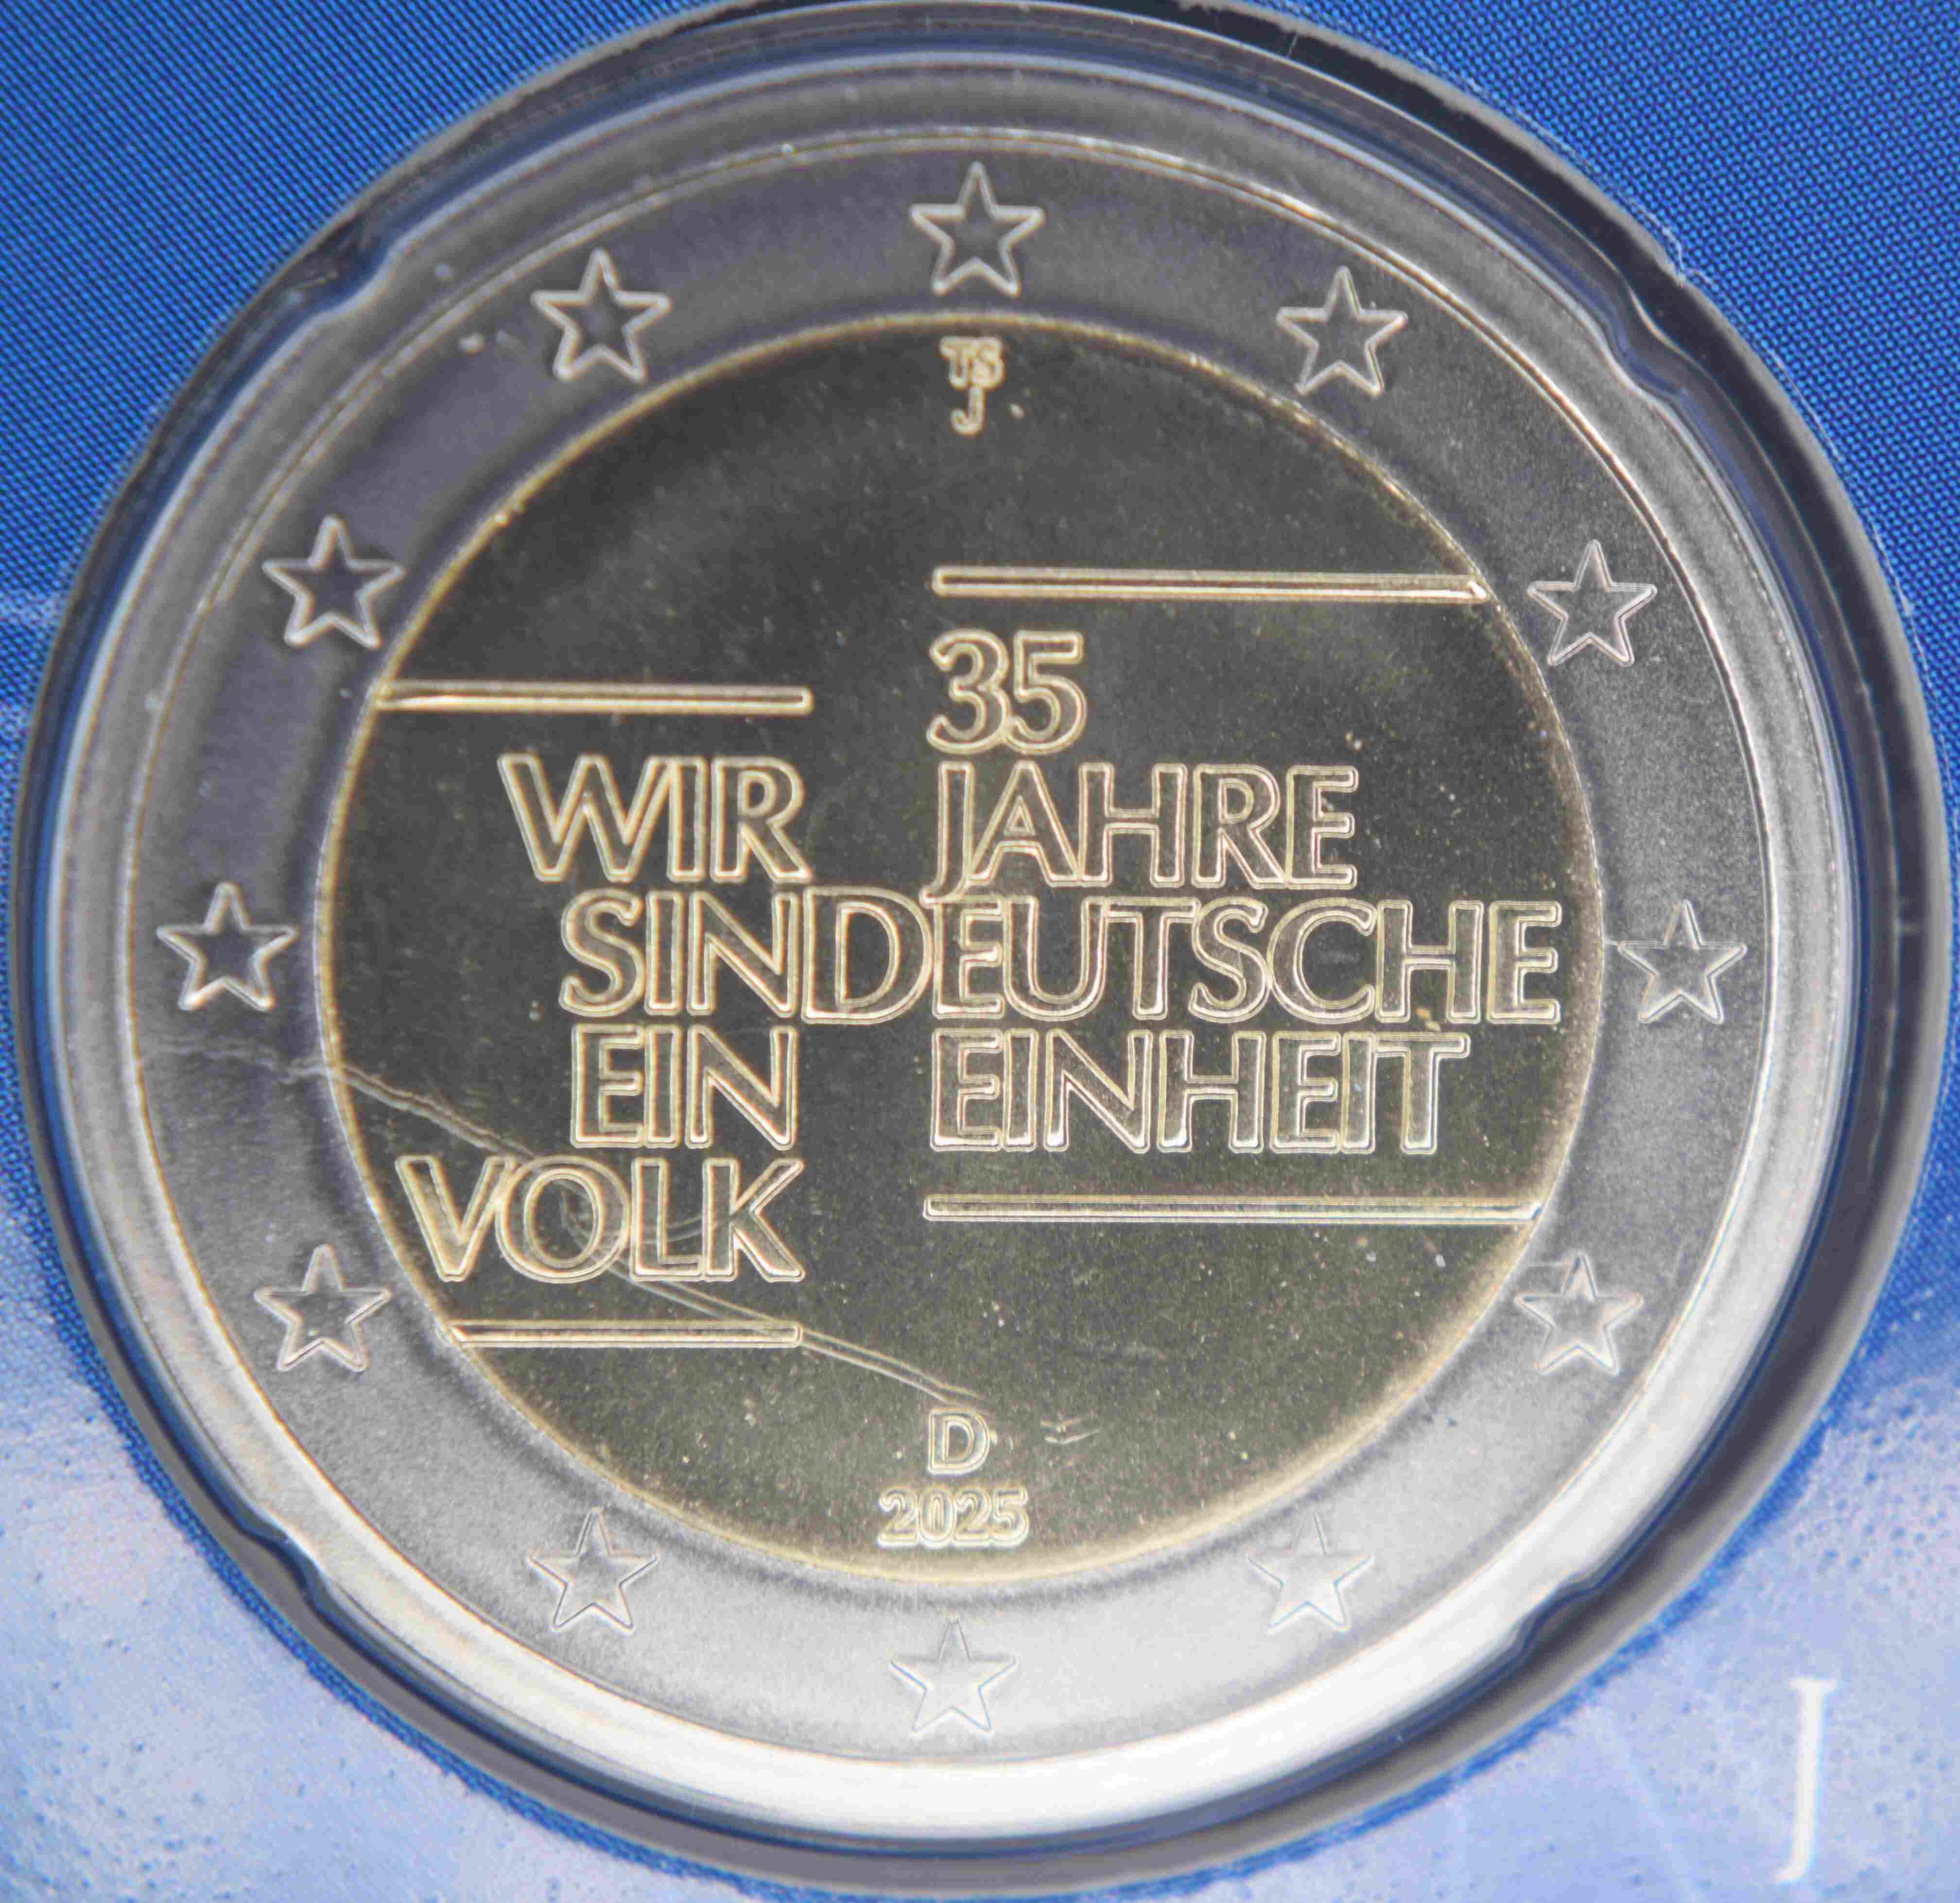 TS
J
35
WIR JAHRE
SINDEUTSCHE
EIN EINHEIT
VOLK
D
2025
J